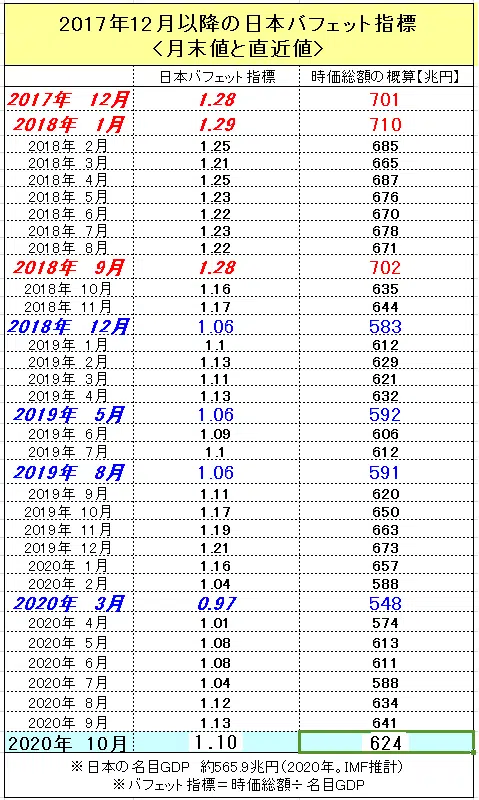 2017年12月以降の日本バフェット指標
<月末値と直近値>
日本バフェット指標 時価総額の概算【兆円】
2017年 12月 1.28 701
2018年 1月 1.29 710
2018年 2月 1.25 685
2018年 3月 1.21 665
2018年 4月 1.25 687
2018年 5月 1.23 676
2018年 6月 1.22 670
2018年 7月 1.23 678
2018年 8月 1.22 671
2018年 9月 1.28 702
2018年 10月 1.16 635
2018年 11月 1.17 644
2018年 12月 1.06 583
2019年 1月 1.1 612
2019年 2月 1.13 629
2019年 3月 1.11 621
2019年 4月 1.13 632
2019年 5月 1.06 592
2019年 6月 1.09 606
2019年 7月 1.1 612
2019年 8月 1.06 591
2019年 9月 1.11 620
2019年 10月 1.17 650
2019年 11月 1.19 663
2019年 12月 1.21 673
2020年 1月 1.16 657
2020年 2月 1.04 588
2020年 3月 0.97 548
2020年 4月 1.01 574
2020年 5月 1.08 613
2020年 6月 1.08 611
2020年 7月 1.04 588
2020年 8月 1.12 634
2020年 9月 1.13 641
2020年 10月 1.10 624
※ 日本の名目GDP 約565.9兆円(2020年。IMF推計)
※バフェット指標=時価総額÷名目GDP